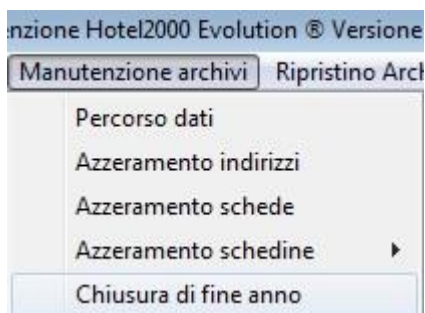 nzione Hotel2000 Evolution ® Versione
Manutenzione archivi Ripristino Arch
Percorso dati
Azzeramento indirizzi
Azzeramento schede
Azzeramento schedine
Chiusura di fine anno